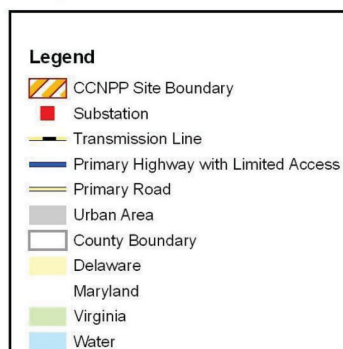 Legend
CCNPP Site Boundary
Substation
Transmission Line
Primary Highway with Limited Access
Primary Road
Urban Area
County Boundary
Delaware
Maryland
Virginia
Water